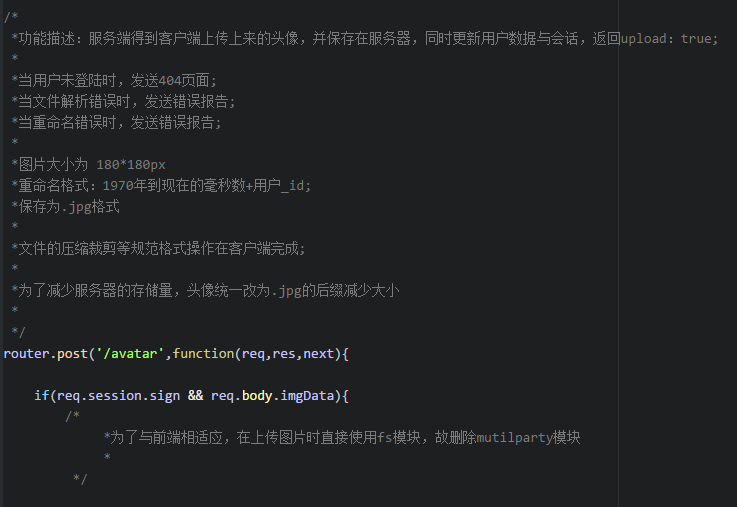 /*
*功能描述: 服务端得到客户端上传上来的头像，并保存在服务器，同时更新用户数据与会话，返回upload: true;
*
*当用户未登陆时，发送404页面;
*当文件解析错误时，发送错误报告;
*当重命名错误时，发送错误报告;
*
*图片大小为 180*180px
*重命名格式: 1970年到现在的毫秒数+用户_id;
*保存为.jpg格式
*
*文件的压缩裁剪等规范格式操作在客户端完成;
*
*为了减少服务器的存储量，头像统一改为.jpg的后缀减少大小
*
*/
router.post('/avatar',function(req,res,next){
if(req.session.sign && req.body.imgData){
/*
*为了与前端相适应，在上传图片时直接使用fs模块，故删除mutilparty模块
*
*/